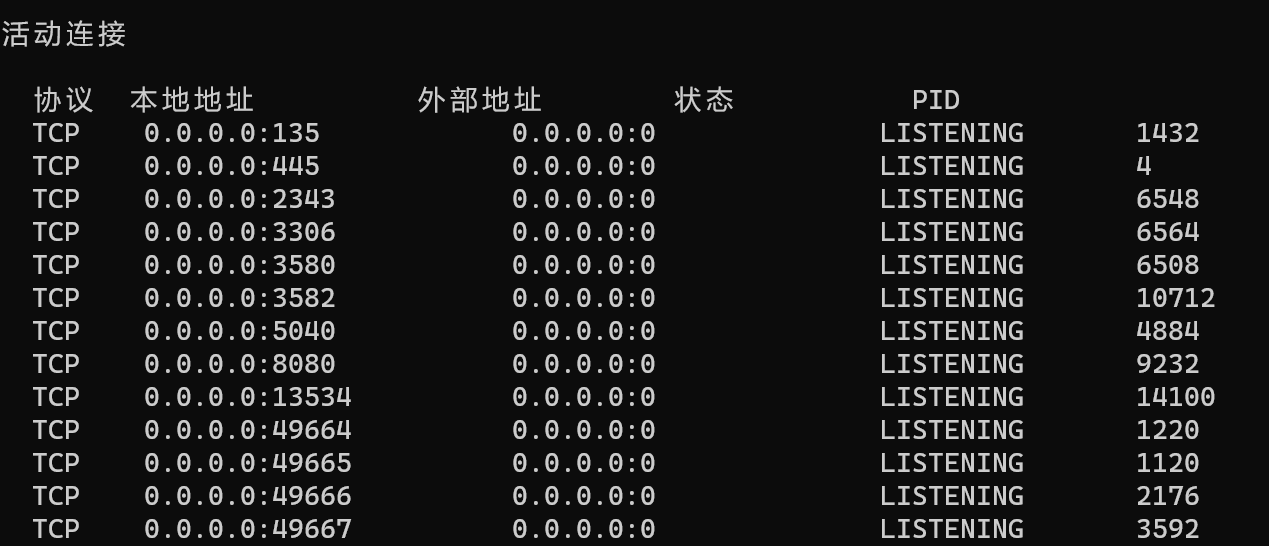 活动连接
协议 本地地址 外部地址 状态 PID
TCP 0.0.0.0:135 0.0.0.0:0 LISTENING 1432
TCP 0.0.0.0:445 0.0.0.0:0 LISTENING 4
TCP 0.0.0.0:2343 0.0.0.0:0 LISTENING 6548
TCP 0.0.0.0:3306 0.0.0.0:0 LISTENING 6564
TCP 0.0.0.0:3580 0.0.0.0:0 LISTENING 6508
TCP 0.0.0.0:3582 0.0.0.0:0 LISTENING 10712
TCP 0.0.0.0:5040 0.0.0.0:0 LISTENING 4884
TCP 0.0.0.0:8080 0.0.0.0:0 LISTENING 9232
TCP 0.0.0.0:13534 0.0.0.0:0 LISTENING 14100
TCP 0.0.0.0:49664 0.0.0.0:0 LISTENING 1220
TCP 0.0.0.0:49665 0.0.0.0:0 LISTENING 1120
TCP 0.0.0.0:49666 0.0.0.0:0 LISTENING 2176
TCP 0.0.0.0:49667 0.0.0.0:0 LISTENING 3592